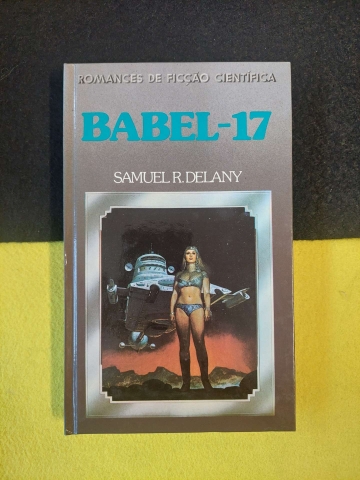 ROMANCES DE FICÇÃO CIENTÍFICA
BABEL-17
SAMUEL R. DELANY